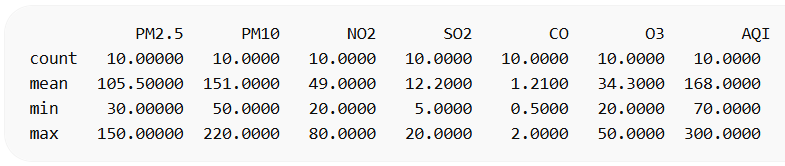 PM2.5 PM10 NO2 SO2 CO O3 AQI
count 10.00000 10.0000 10.0000 10.0000 10.0000 10.0000 10.0000
mean 105.50000 151.0000 49.0000 12.2000 1.2100 34.3000 168.0000
min 30.00000 50.0000 20.0000 5.0000 0.5000 20.0000 70.0000
max 150.00000 220.0000 80.0000 20.0000 2.0000 50.0000 300.0000